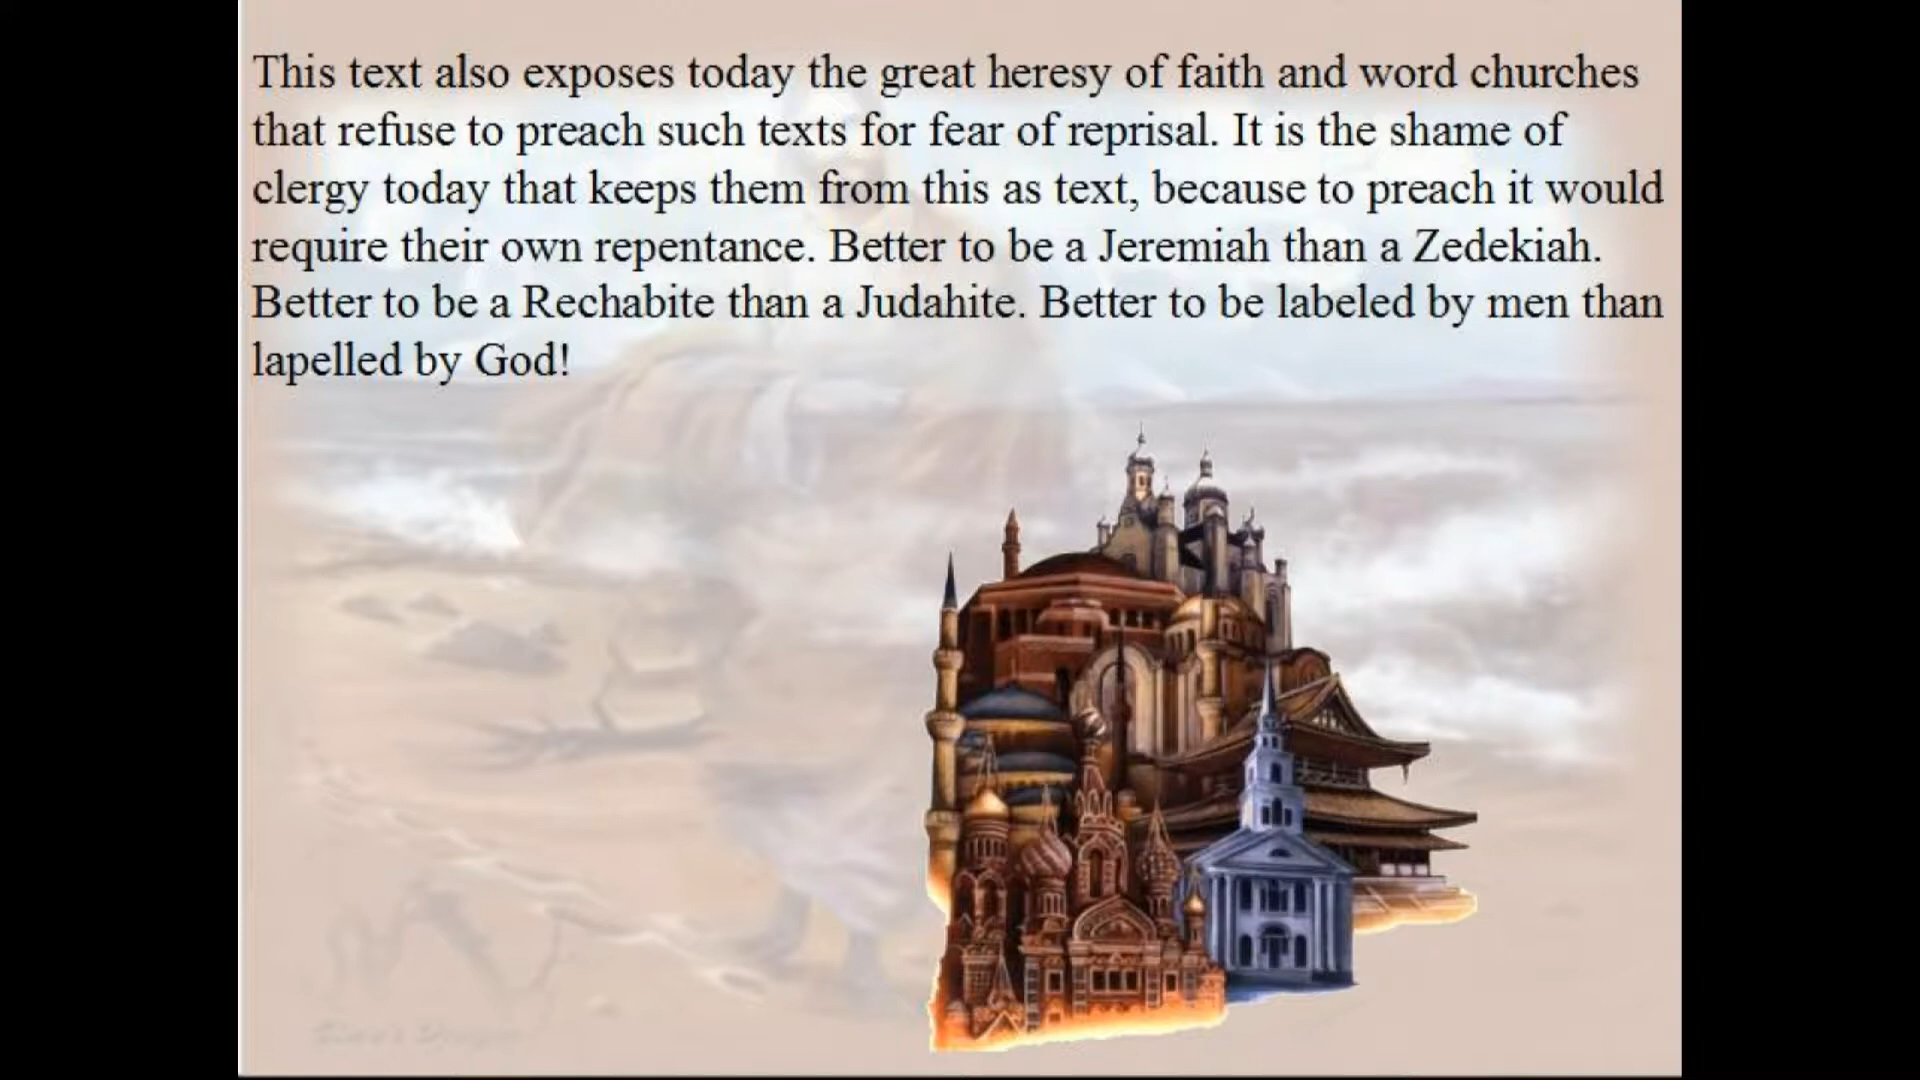 This text also exposes today the great heresy of faith and word churches
that refuse to preach such texts for fear of reprisal. It is the shame of
clergy today that keeps them from this as text, because to preach it would
require their own repentance. Better to be a Jeremiah than a Zedekiah.
Better to be a Rechabite than a Judahite. Better to be labeled by men than
lapelled by God!